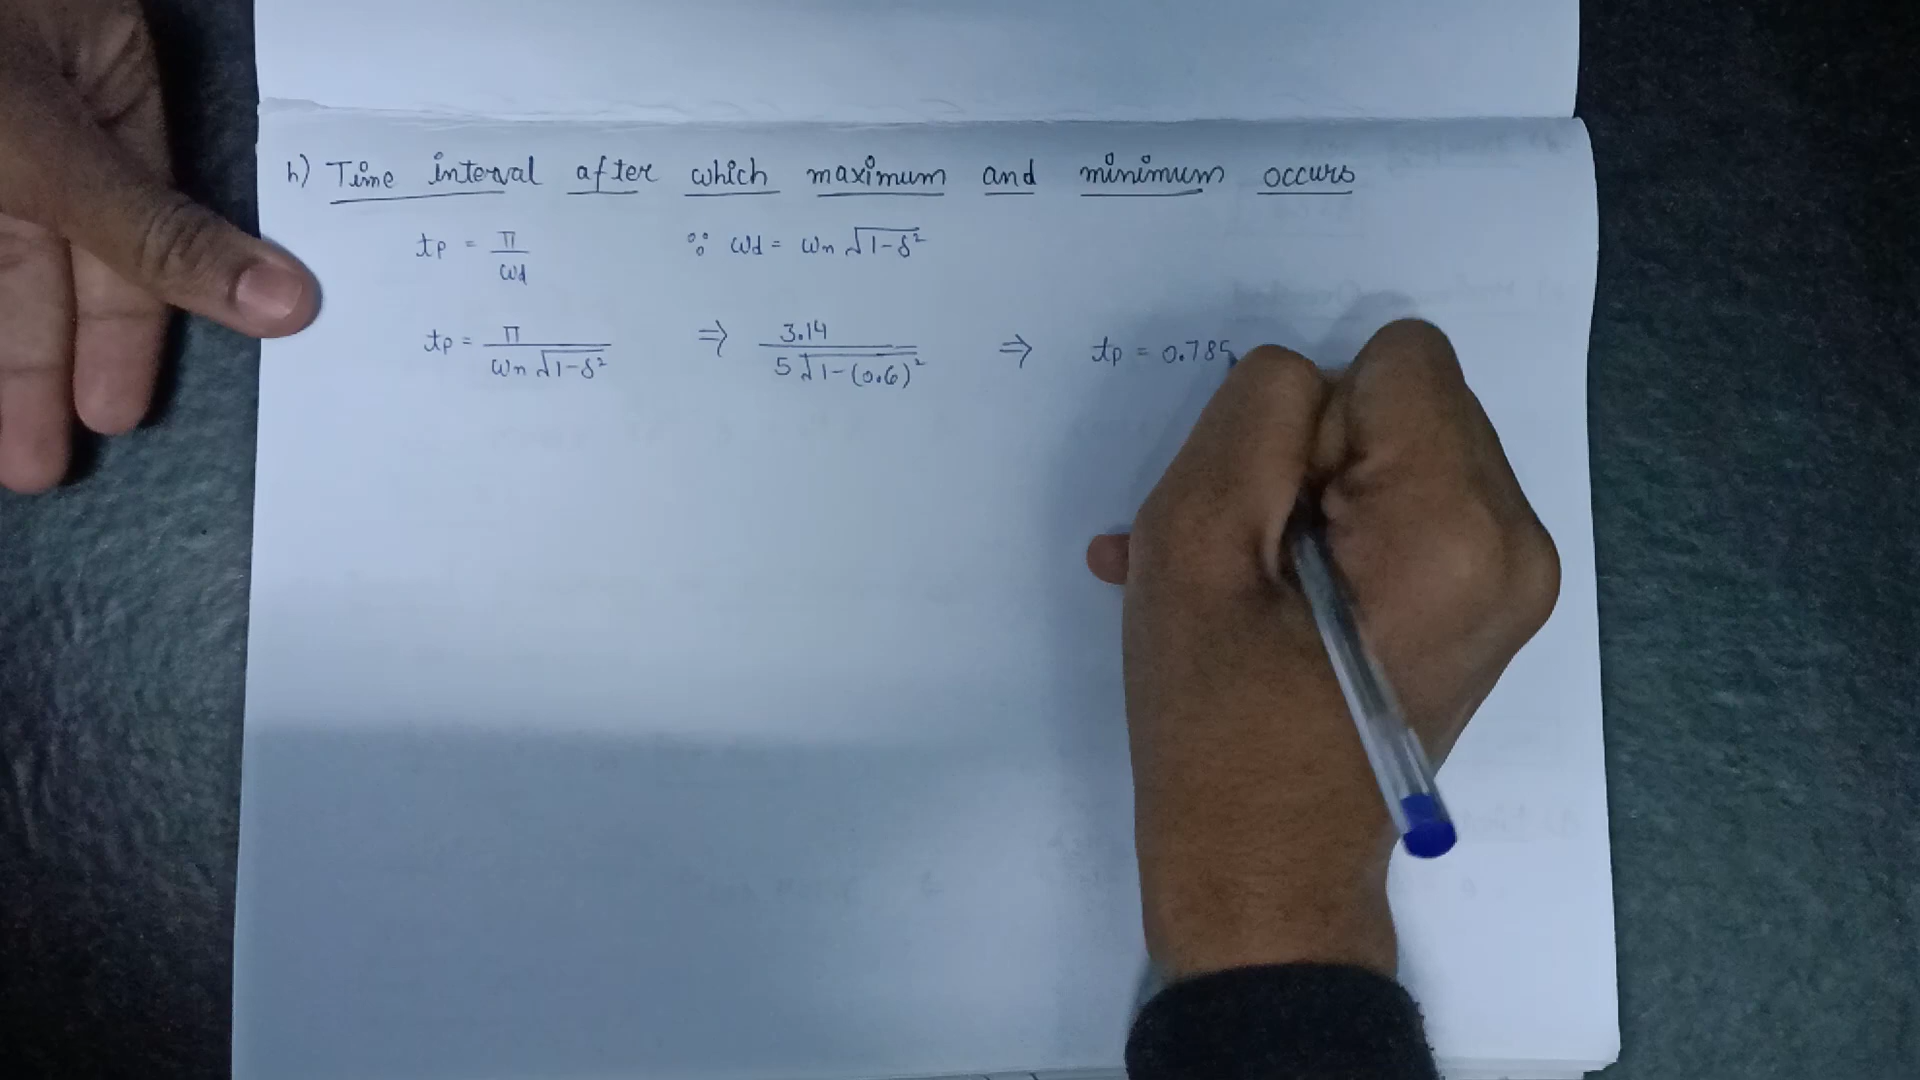 h) Time interval after which maximum and minimum occurs
tp = π/ωd ∵ ωd = ωn √1-δ²
tp = π/ωn √1-δ² ⇒ 3.14/5√1-(0.6)² ⇒ tp = 0.785